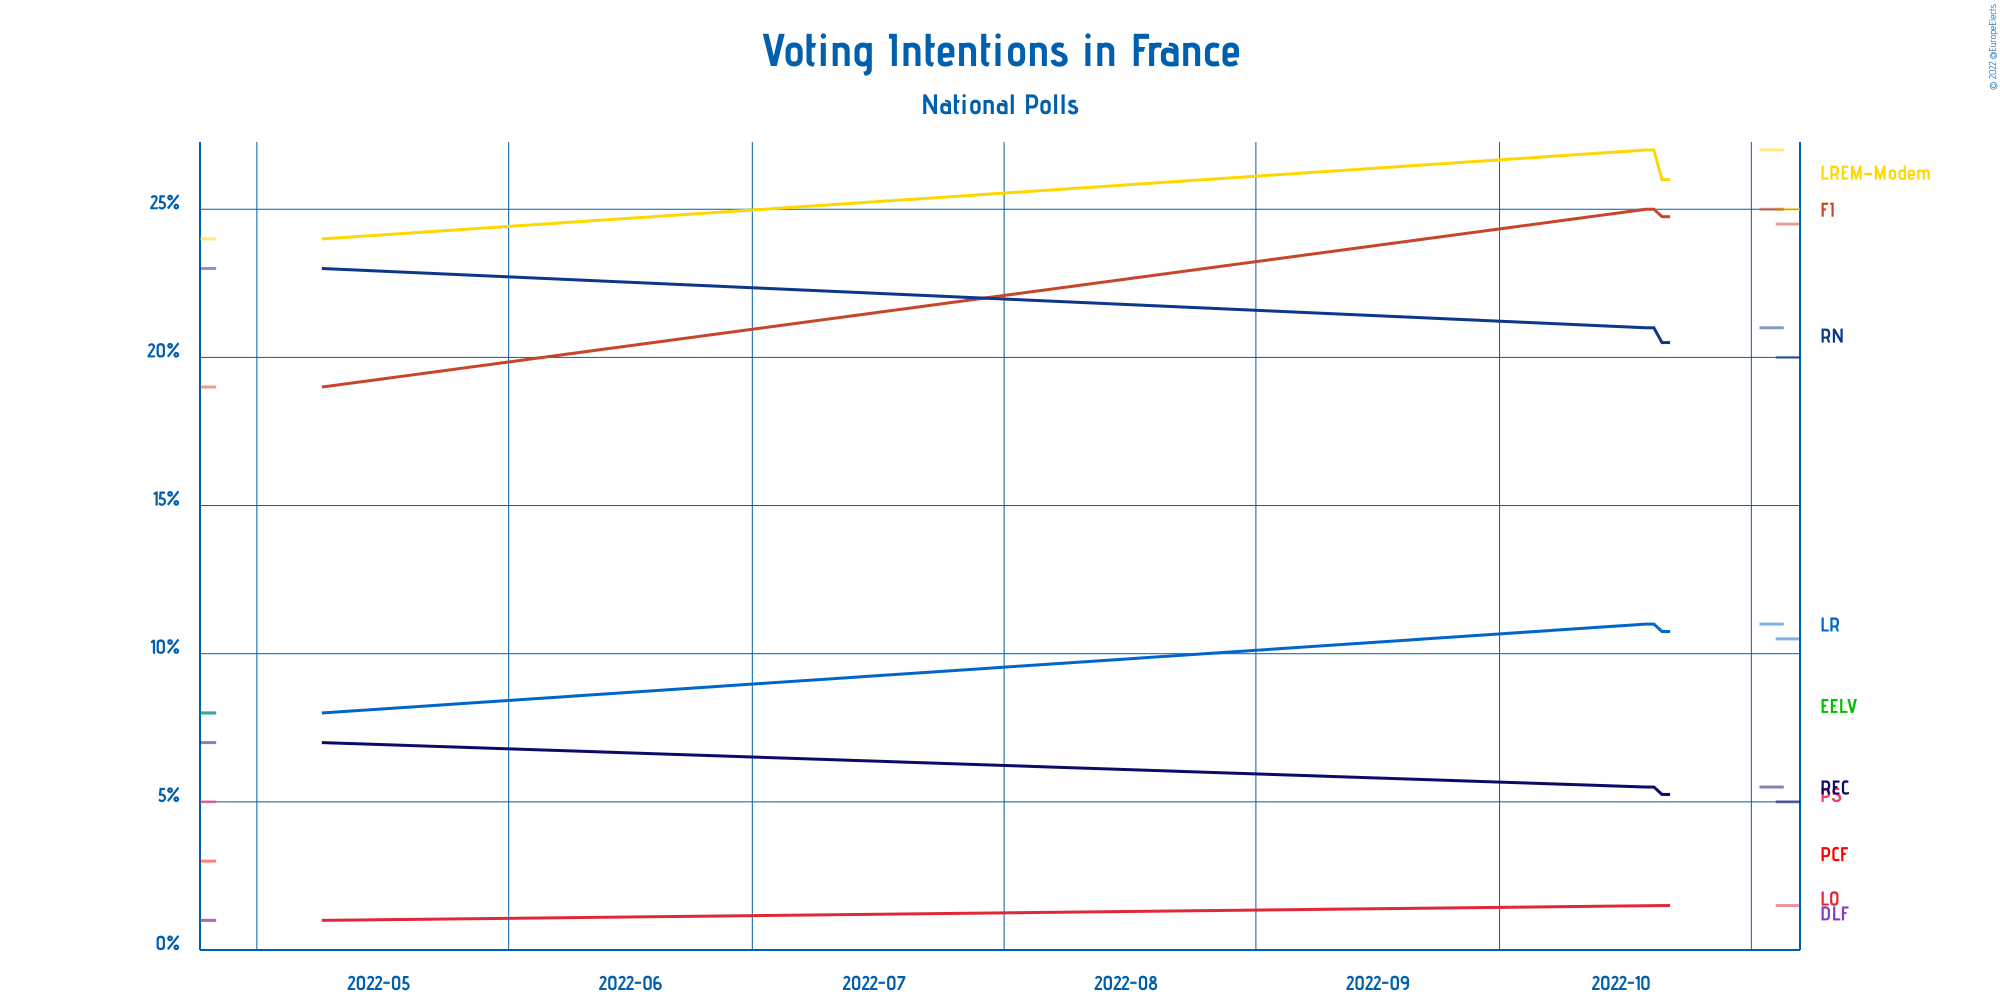 Voting Intentions in France
National Polls
© 2022 @EuropeElects
25%
20%
15%
10%
5%
0%
LREM-Modem
FI
RN
LR
EELV
REC
PS
PCF
LO
DLF
2022-05
2022-06
2022-07
2022-08
2022-09
2022-10